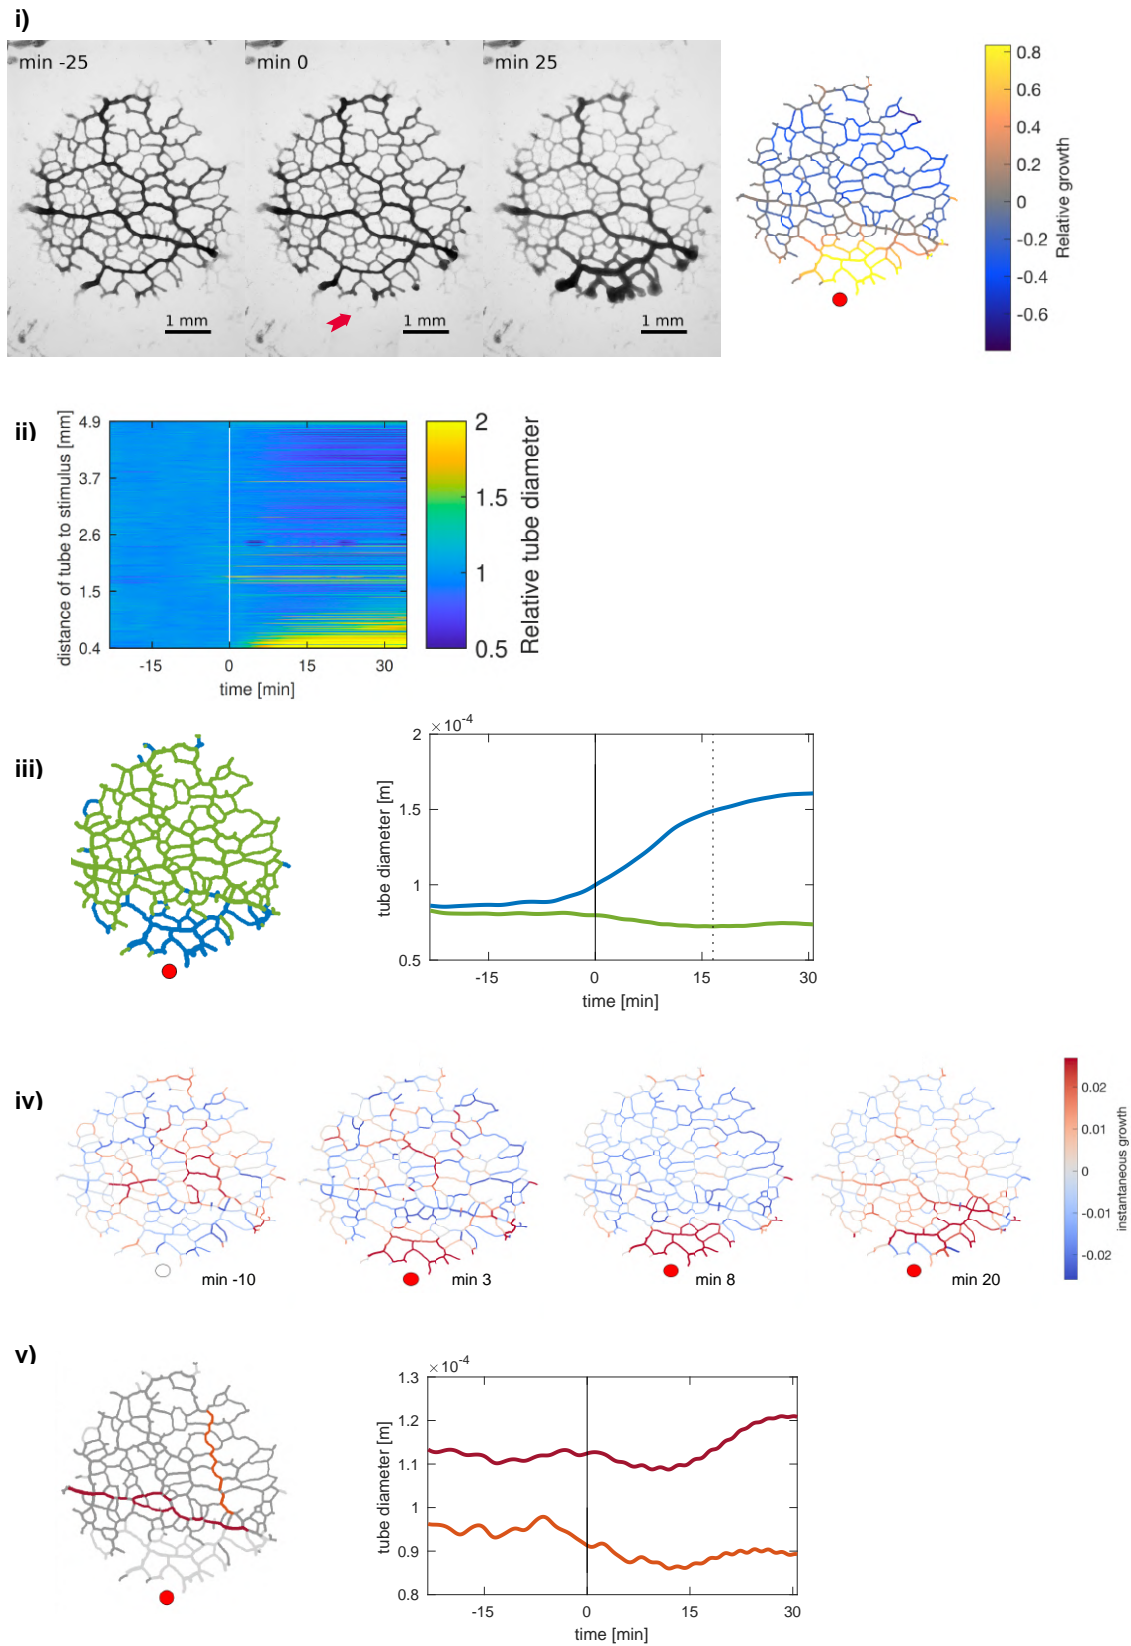 i)
min -25
min 0
min 25
1 mm
1 mm
1 mm
0.8
0.6
0.4
0.2
0
-0.2
-0.4
-0.6
Relative growth
ii)
distance of tube to stimulus [mm]
4.9
3.7
2.6
1.5
0.4
-15
0
15
30
time [min]
2
1.5
1
0.5
Relative tube diameter
iii)
×10-4
tube diameter [m]
2
1.5
1
0.5
-15
0
15
30
time [min]
iv)
min -10
min 3
min 8
min 20
0.02
0.01
0
-0.01
-0.02
instantaneous growth
v)
×10-4
tube diameter [m]
1.3
1.2
1.1
1
0.9
0.8
-15
0
15
30
time [min]